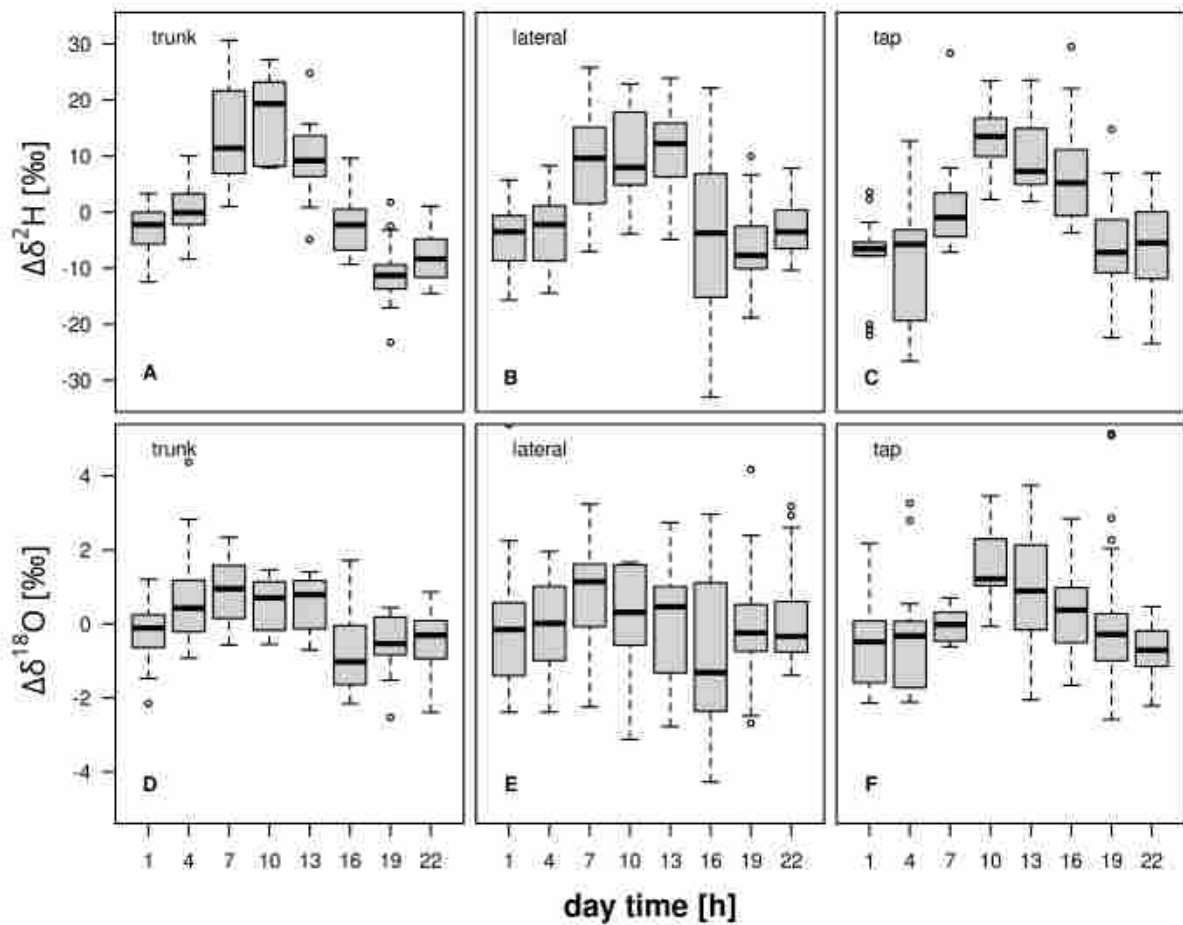 trunk lateral tap
30
20
10
0
-10
-20
-30
Δδ²H [‰]
A B C
trunk lateral tap
4
2
0
-2
-4
Δδ¹⁸O [‰]
D E F
1 4 7 10 13 16 19 22 1 4 7 10 13 16 19 22 1 4 7 10 13 16 19 22
day time [h]